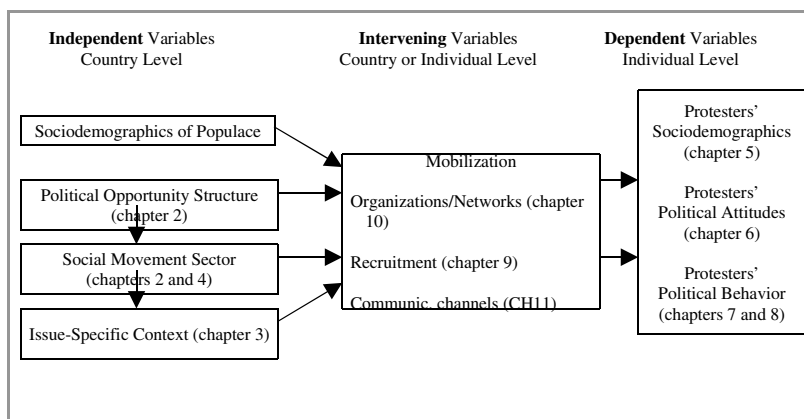 Independent Variables
Country Level
Intervening Variables
Country or Individual Level
Dependent Variables
Individual Level
Sociodemographics of Populace
Political Opportunity Structure
(chapter 2)
Social Movement Sector
(chapters 2 and 4)
Issue-Specific Context (chapter 3)
Mobilization
Organizations/Networks (chapter
10)
Recruitment (chapter 9)
Communic. channels (CH11)
Protesters’
Sociodemographics
(chapter 5)
Protesters’
Political Attitudes
(chapter 6)
Protesters’
Political Behavior
(chapters 7 and 8)